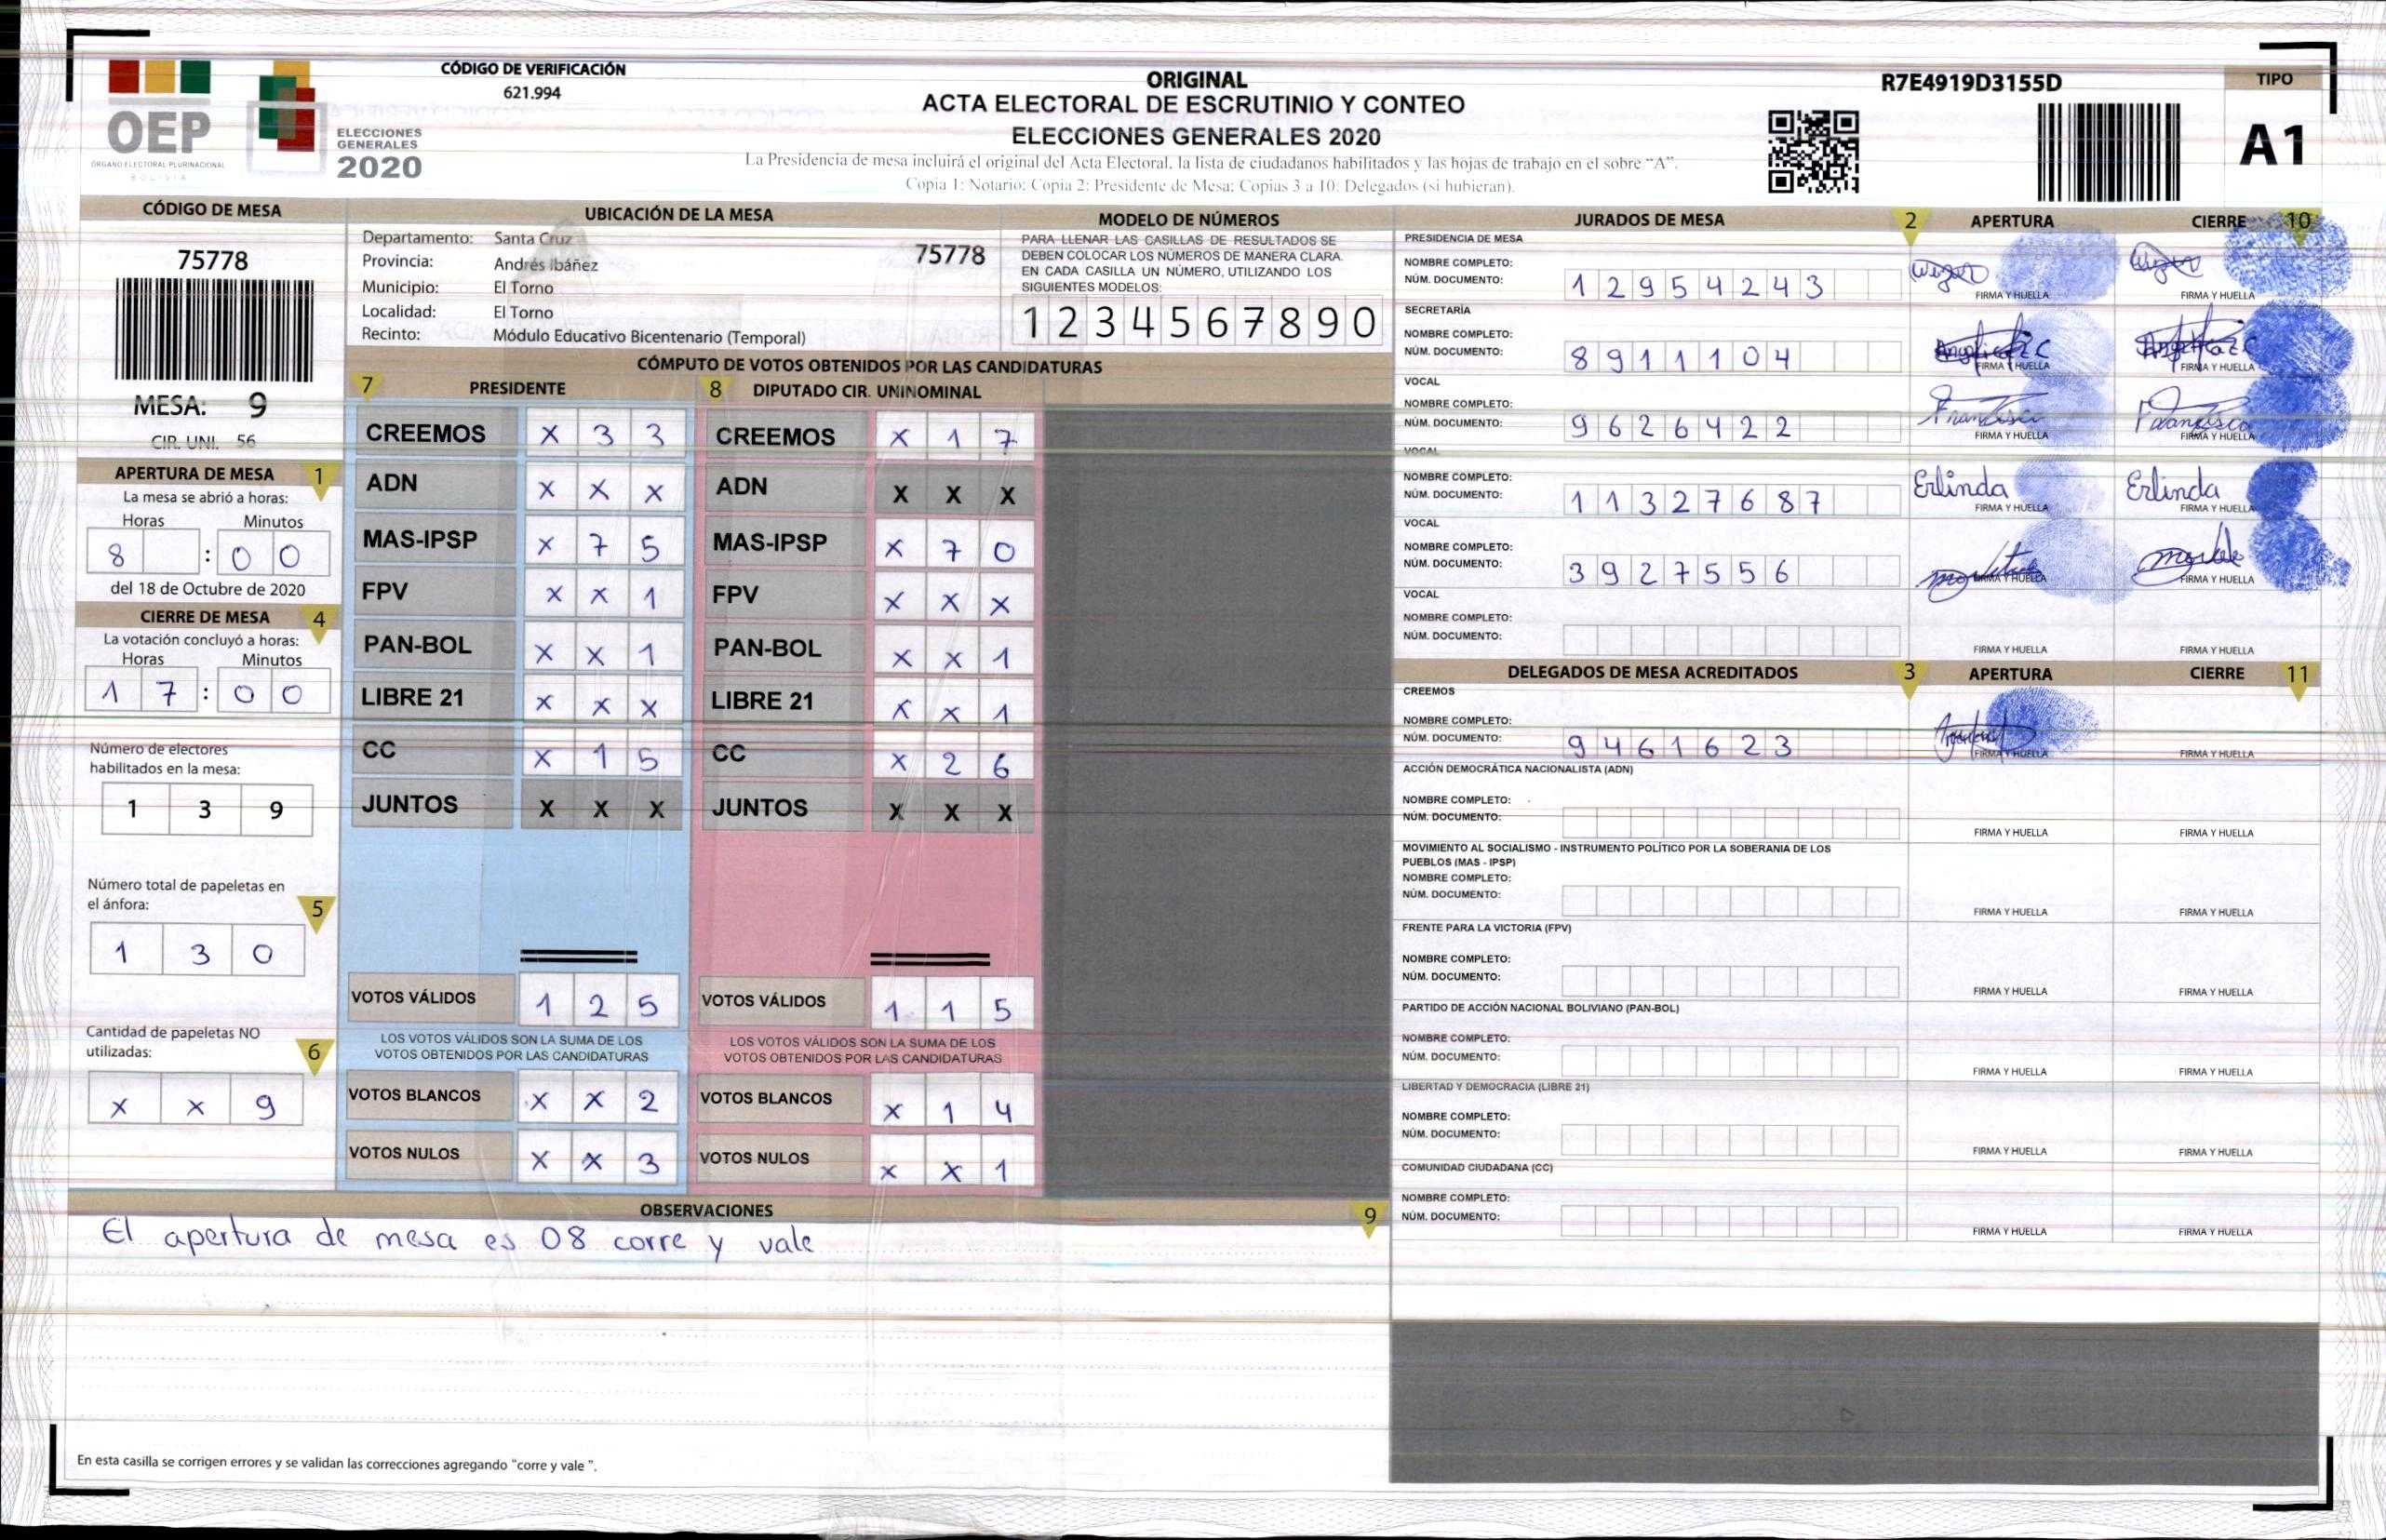 CÓDIGO DE VERIFICACIÓN
621.994
OEP
ÓRGANO ELECTORAL PLURINACIONAL
BOLIVIA
ELECCIONES
GENERALES
2020
ORIGINAL
ACTA ELECTORAL DE ESCRUTINIO Y CONTEO
ELECCIONES GENERALES 2020
La Presidencia de mesa incluirá el original del Acta Electoral, la lista de ciudadanos habilitados y las hojas de trabajo en el sobre “A”.
Copia 1: Notario; Copia 2: Presidente de Mesa; Copias 3 a 10: Delegados (si hubieran).
R7E4919D3155D
TIPO
A1
CÓDIGO DE MESA
75778
MESA: 9
CIR. UNI. 56
UBICACIÓN DE LA MESA
Departamento: Santa Cruz 75778
Provincia: Andrés Ibáñez
Municipio: El Torno
Localidad: El Torno
Recinto: Módulo Educativo Bicentenario (Temporal)
MODELO DE NÚMEROS
PARA LLENAR LAS CASILLAS DE RESULTADOS SE
DEBEN COLOCAR LOS NÚMEROS DE MANERA CLARA.
EN CADA CASILLA UN NÚMERO, UTILIZANDO LOS
SIGUIENTES MODELOS:
1 2 3 4 5 6 7 8 9 0
APERTURA DE MESA 1
La mesa se abrió a horas:
Horas Minutos
8 : 0 0
del 18 de Octubre de 2020
CIERRE DE MESA 4
La votación concluyó a horas:
Horas Minutos
1 7 : 0 0
Número de electores
habilitados en la mesa:
1 3 9
Número total de papeletas en
el ánfora: 5
1 3 0
Cantidad de papeletas NO
utilizadas: 6
x x 9
CÓMPUTO DE VOTOS OBTENIDOS POR LAS CANDIDATURAS
7 PRESIDENTE 8 DIPUTADO CIR. UNINOMINAL
CREEMOS X 3 3 CREEMOS X 1 7
ADN X X X ADN X X X
MAS-IPSP X 7 5 MAS-IPSP X 7 0
FPV X X 1 FPV X X X
PAN-BOL X X 1 PAN-BOL X X 1
LIBRE 21 X X X LIBRE 21 X X 1
CC X 1 5 CC X 2 6
JUNTOS X X X JUNTOS X X X
VOTOS VÁLIDOS 1 2 5 VOTOS VÁLIDOS 1 1 5
LOS VOTOS VÁLIDOS SON LA SUMA DE LOS LOS VOTOS VÁLIDOS SON LA SUMA DE LOS
VOTOS OBTENIDOS POR LAS CANDIDATURAS VOTOS OBTENIDOS POR LAS CANDIDATURAS
VOTOS BLANCOS X X 2 VOTOS BLANCOS X 1 4
VOTOS NULOS X X 3 VOTOS NULOS X X 1
OBSERVACIONES 9
El apertura de mesa es 08 corre y vale
En esta casilla se corrigen errores y se validan las correcciones agregando “corre y vale ”.
JURADOS DE MESA 2 APERTURA CIERRE 10
PRESIDENCIA DE MESA
NOMBRE COMPLETO:
NÚM. DOCUMENTO: 1 2 9 5 4 2 4 3
FIRMA Y HUELLA FIRMA Y HUELLA
SECRETARÍA
NOMBRE COMPLETO:
NÚM. DOCUMENTO: 8 9 1 1 1 0 4
FIRMA Y HUELLA FIRMA Y HUELLA
VOCAL
NOMBRE COMPLETO:
NÚM. DOCUMENTO: 9 6 2 6 4 2 2
FIRMA Y HUELLA FIRMA Y HUELLA
VOCAL
NOMBRE COMPLETO: Erlinda Erlinda
NÚM. DOCUMENTO: 1 1 3 2 7 6 8 7
FIRMA Y HUELLA FIRMA Y HUELLA
VOCAL
NOMBRE COMPLETO:
NÚM. DOCUMENTO: 3 9 2 7 5 5 6
FIRMA Y HUELLA FIRMA Y HUELLA
VOCAL
NOMBRE COMPLETO:
NÚM. DOCUMENTO:
FIRMA Y HUELLA FIRMA Y HUELLA
DELEGADOS DE MESA ACREDITADOS 3 APERTURA CIERRE 11
CREEMOS
NOMBRE COMPLETO:
NÚM. DOCUMENTO: 9 4 6 1 6 2 3
FIRMA Y HUELLA FIRMA Y HUELLA
ACCIÓN DEMOCRÁTICA NACIONALISTA (ADN)
NOMBRE COMPLETO:
NÚM. DOCUMENTO:
FIRMA Y HUELLA FIRMA Y HUELLA
MOVIMIENTO AL SOCIALISMO - INSTRUMENTO POLÍTICO POR LA SOBERANIA DE LOS
PUEBLOS (MAS - IPSP)
NOMBRE COMPLETO:
NÚM. DOCUMENTO:
FIRMA Y HUELLA FIRMA Y HUELLA
FRENTE PARA LA VICTORIA (FPV)
NOMBRE COMPLETO:
NÚM. DOCUMENTO:
FIRMA Y HUELLA FIRMA Y HUELLA
PARTIDO DE ACCIÓN NACIONAL BOLIVIANO (PAN-BOL)
NOMBRE COMPLETO:
NÚM. DOCUMENTO:
FIRMA Y HUELLA FIRMA Y HUELLA
LIBERTAD Y DEMOCRACIA (LIBRE 21)
NOMBRE COMPLETO:
NÚM. DOCUMENTO:
FIRMA Y HUELLA FIRMA Y HUELLA
COMUNIDAD CIUDADANA (CC)
NOMBRE COMPLETO:
NÚM. DOCUMENTO:
FIRMA Y HUELLA FIRMA Y HUELLA